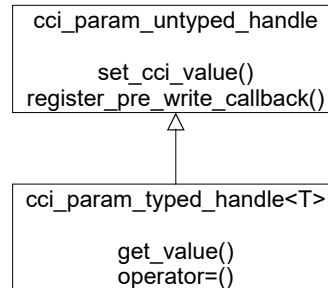 cci_param_untyped_handle
set_cci_value()
register_pre_write_callback()
cci_param_typed_handle<T>
get_value()
operator=()